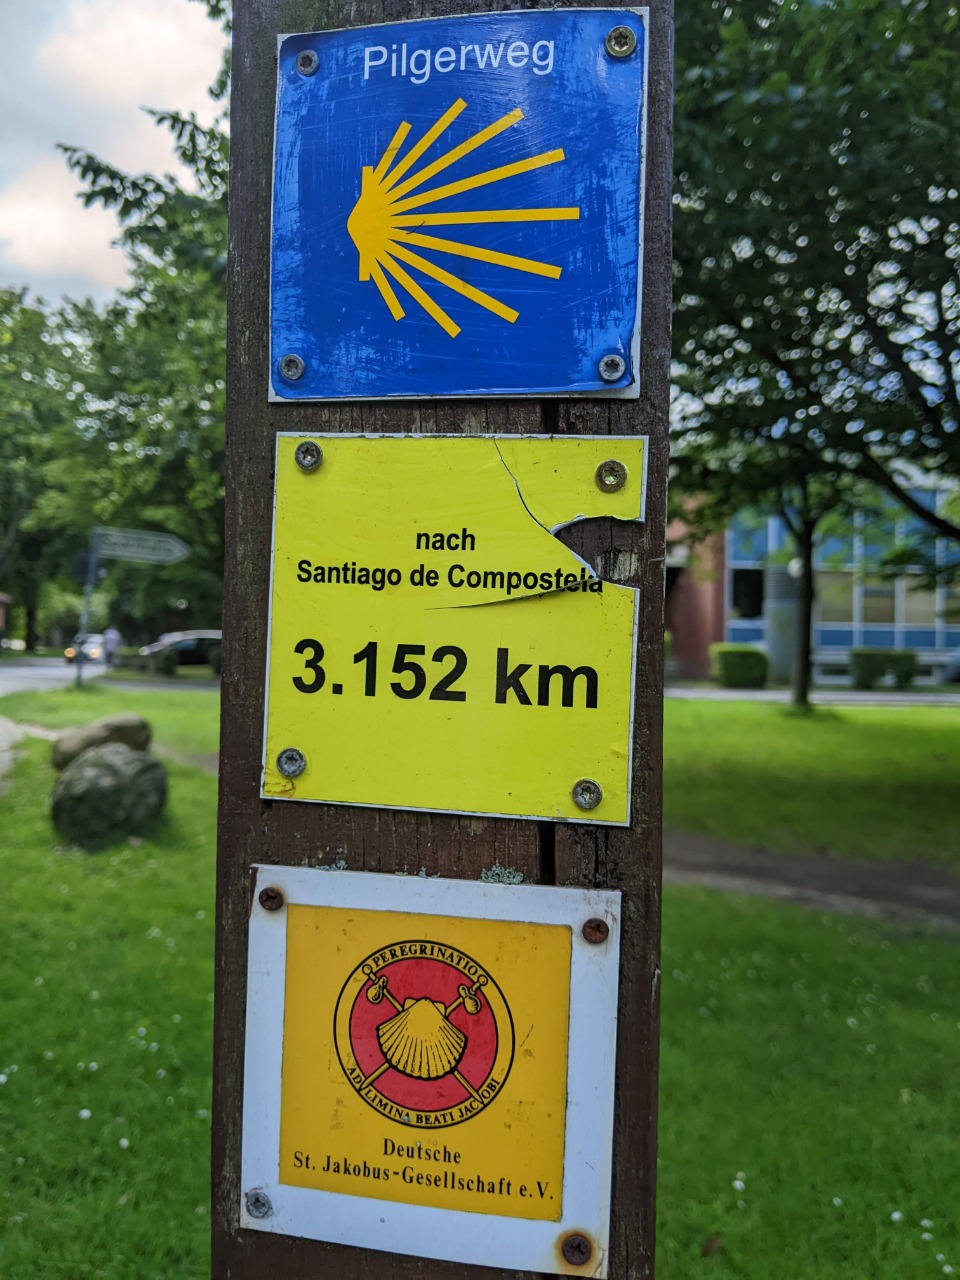 Pilgerweg
nach
Santiago de Compostela
3.152 km
PEREGRINATIO
AD LIMINA BEATI JACOBI
Deutsche
St. Jakobus-Gesellschaft e.V.